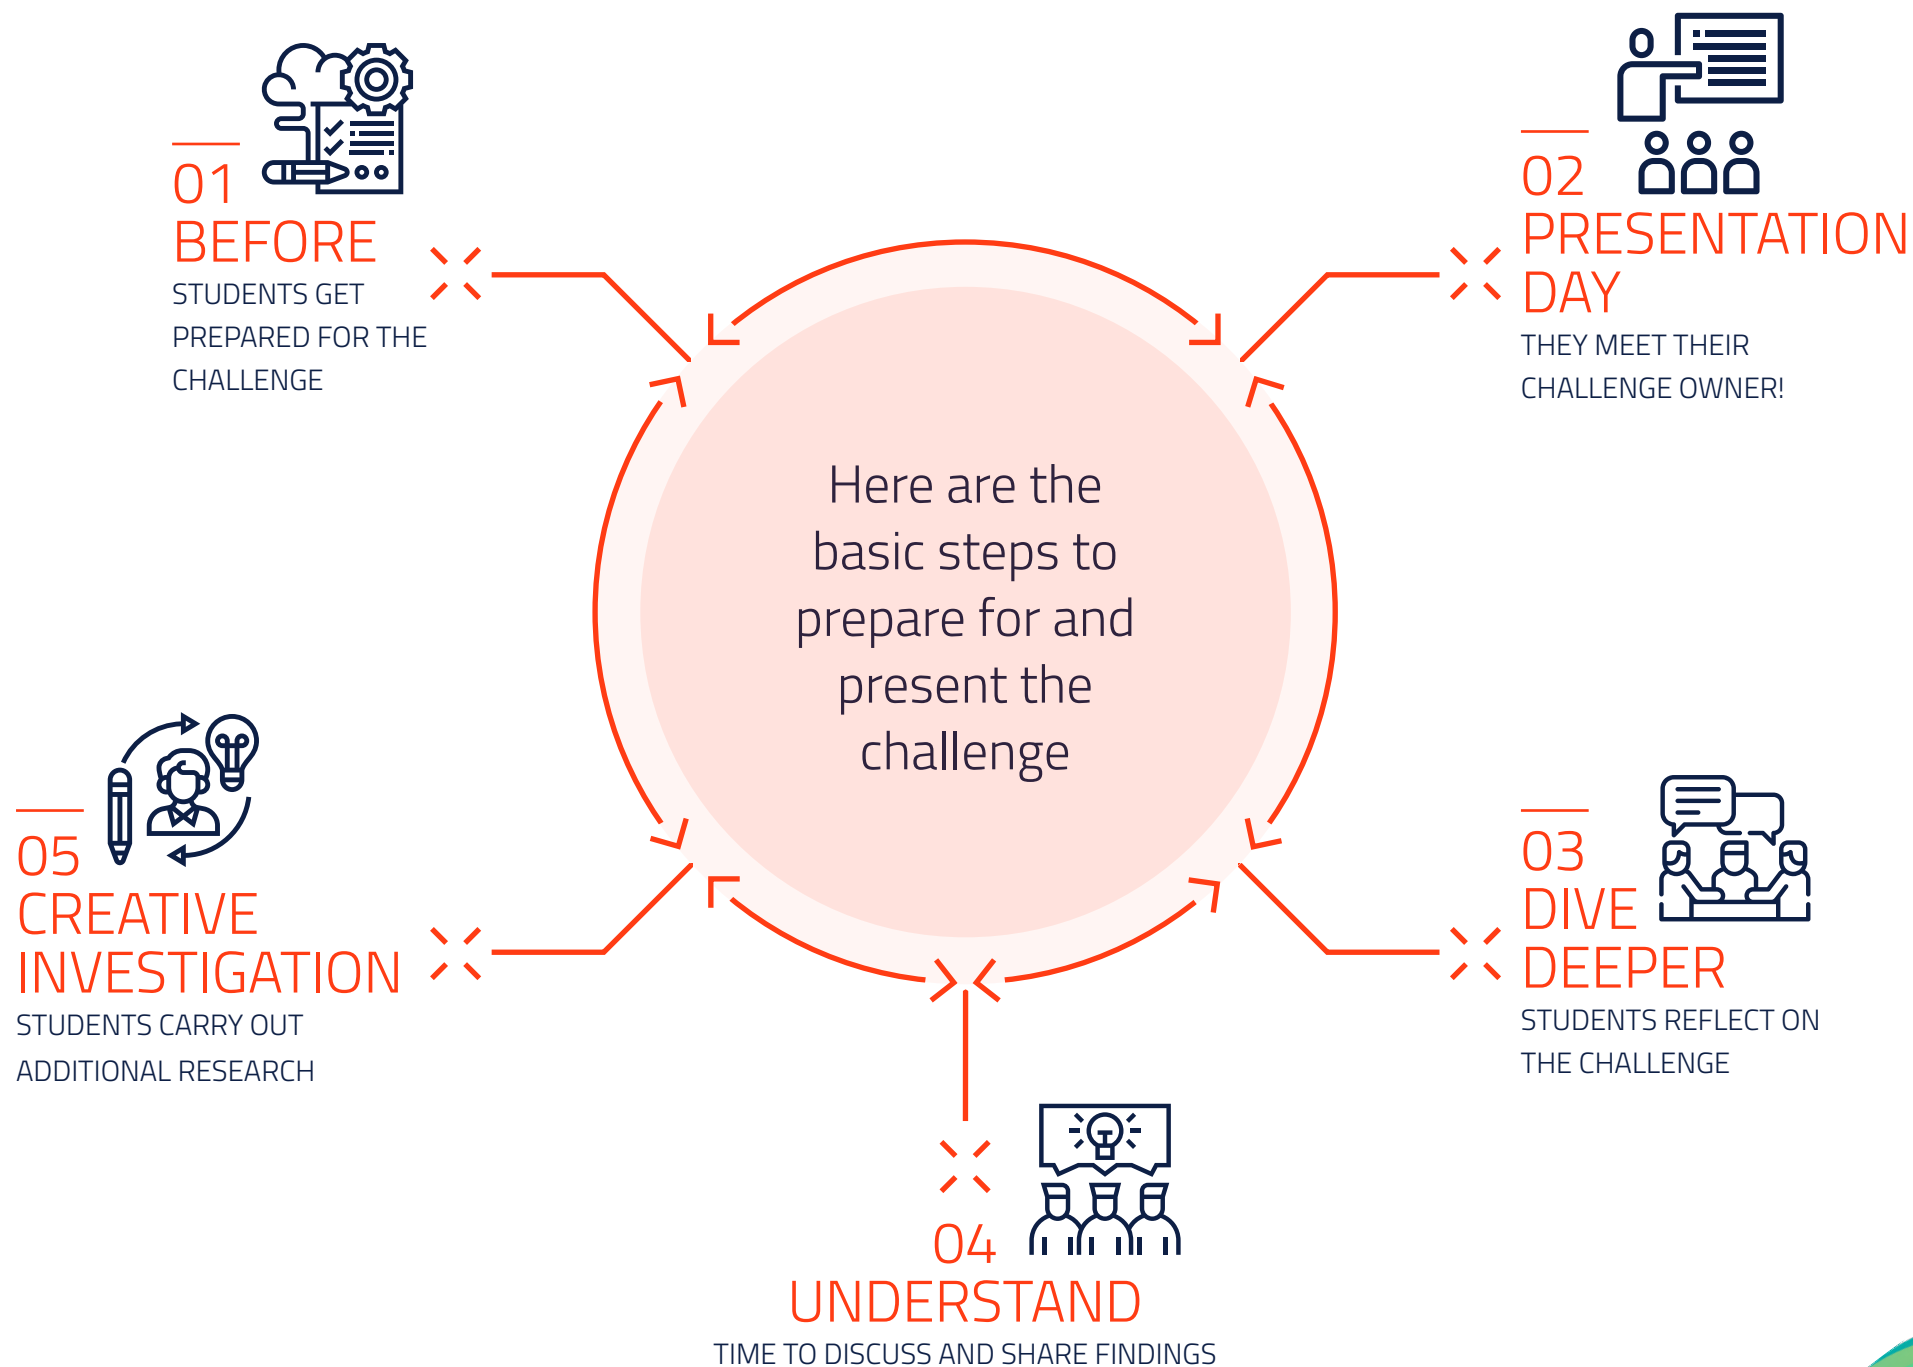 01
BEFORE
STUDENTS GET
PREPARED FOR THE
CHALLENGE
02
PRESENTATION
DAY
THEY MEET THEIR
CHALLENGE OWNER!
Here are the
basic steps to
prepare for and
present the
challenge
03
DIVE
DEEPER
STUDENTS REFLECT ON
THE CHALLENGE
04
UNDERSTAND
TIME TO DISCUSS AND SHARE FINDINGS
05
CREATIVE
INVESTIGATION
STUDENTS CARRY OUT
ADDITIONAL RESEARCH